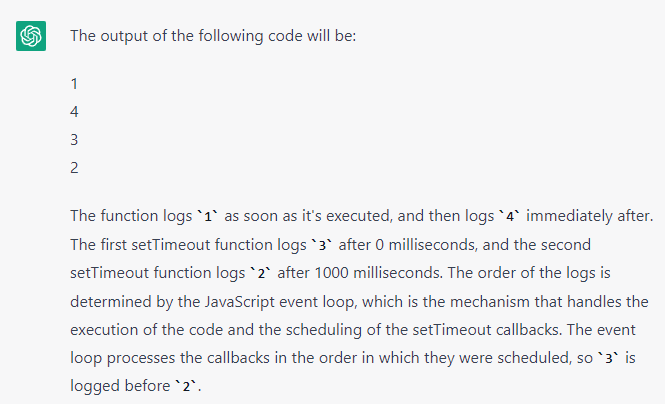 The output of the following code will be:
1
4
3
2
The function logs `1` as soon as it's executed, and then logs `4` immediately after.
The first setTimeout function logs `3` after 0 milliseconds, and the second
setTimeout function logs `2` after 1000 milliseconds. The order of the logs is
determined by the JavaScript event loop, which is the mechanism that handles the
execution of the code and the scheduling of the setTimeout callbacks. The event
loop processes the callbacks in the order in which they were scheduled, so `3` is
logged before `2`.